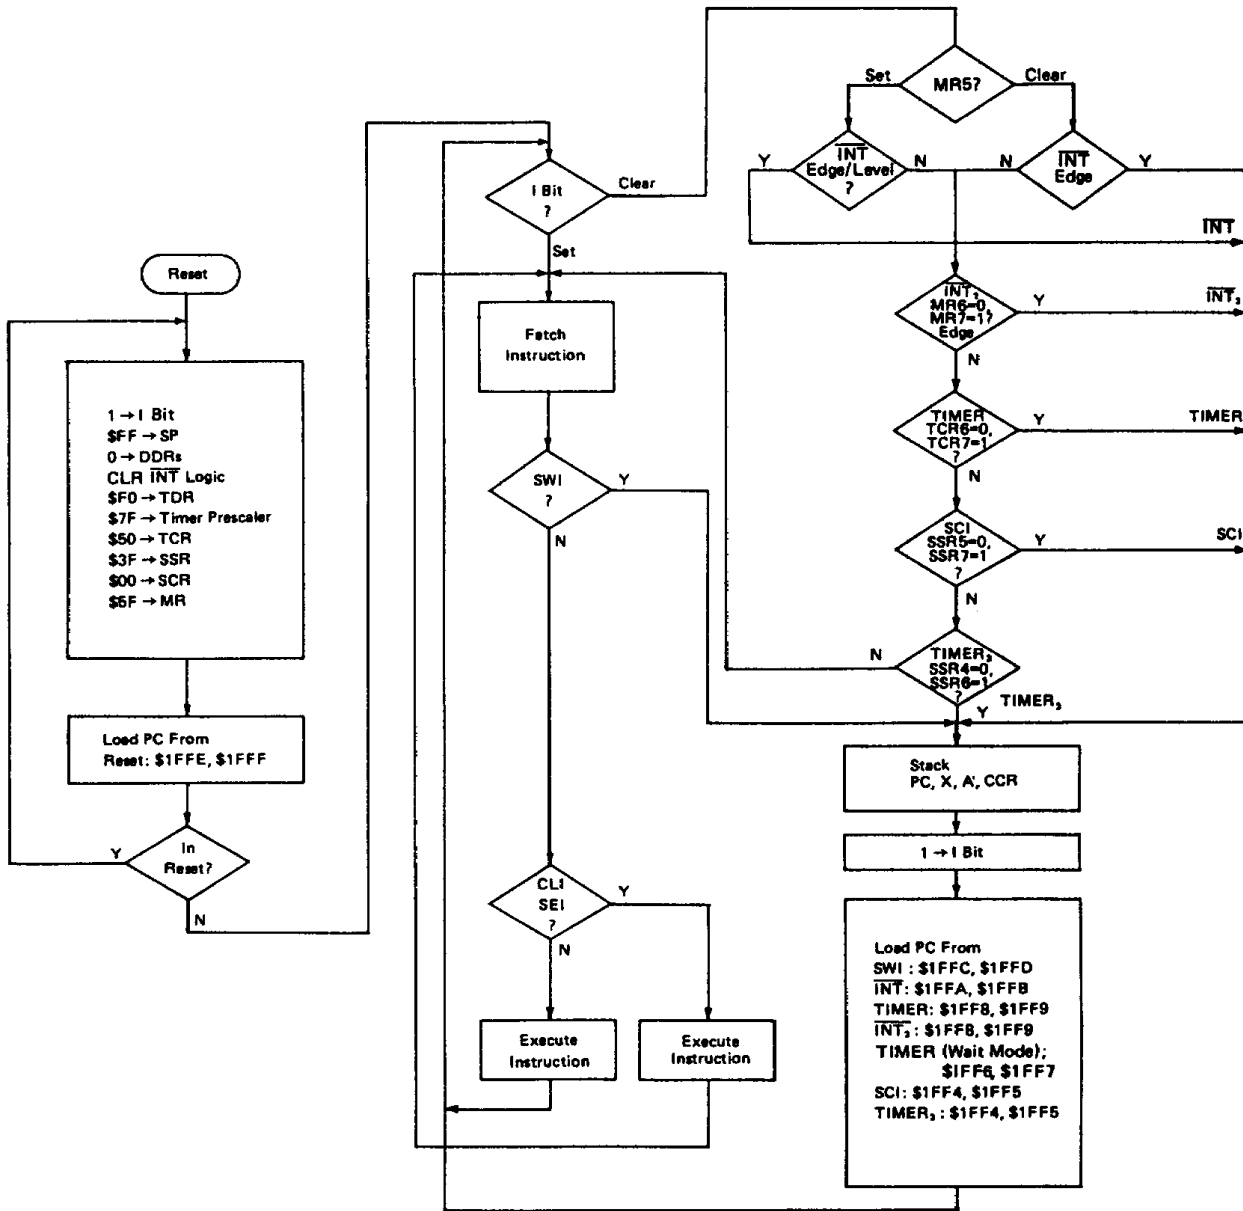 Reset
1 → I Bit
$FF → SP
0 → DDRs
CLR INT Logic
$F0 → TDR
$7F → Timer Prescaler
$50 → TCR
$3F → SSR
$00 → SCR
$5F → MR
Load PC From
Reset: $1FFE, $1FFF
In
Reset?
Y
N
I Bit
?
Clear
Set
Fetch
Instruction
SWI
?
Y
N
CLI
SEI
?
Y
N
Execute
Instruction
Execute
Instruction
MR5?
Set
Clear
INT
Edge/Level
?
Y
N
INT
Edge
N
Y
INT
INT₂
MR6=0,
MR7=1,
Edge
Y
INT₂
N
TIMER
TCR6=0,
TCR7=1
?
Y
TIMER
N
SCI
SSR5=0,
SSR7=1
?
Y
SCI
N
TIMER₂
SSR4=0,
SSR6=1
?
N
Y
TIMER₂
Stack
PC, X, A, CCR
1 → I Bit
Load PC From
SWI : $1FFC, $1FFD
INT: $1FFA, $1FFB
TIMER: $1FF8, $1FF9
INT₂ : $1FF8, $1FF9
TIMER (Wait Mode);
$1FF6, $1FF7
SCI: $1FF4, $1FF5
TIMER₂ : $1FF4, $1FF5